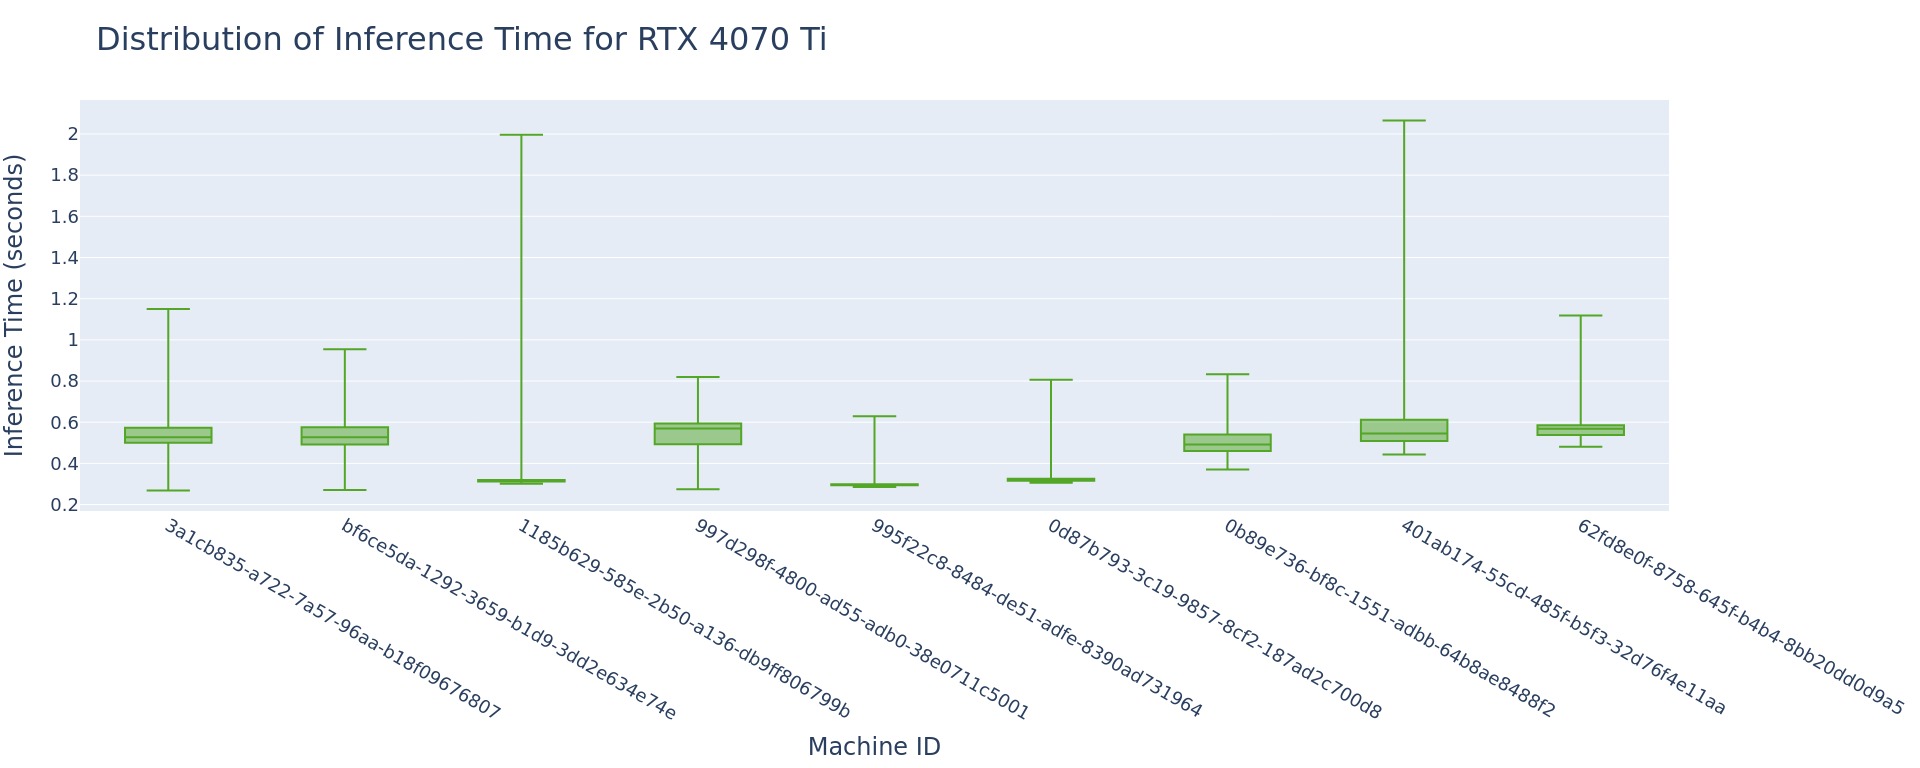 Distribution of Inference Time for RTX 4070 Ti
Inference Time (seconds)
2
1.8
1.6
1.4
1.2
1
0.8
0.6
0.4
0.2
3a1cb835-a722-7a57-96aa-b18f09676807
bf6ce5da-1292-3659-b1d9-3dd2e634e74e
1185b629-585e-2b50-a136-db9ff806799b
997d298f-4800-ad55-adb0-38e0711c5001
995f22c8-8484-de51-adfe-8390ad731964
0d87b793-3c19-9857-8cf2-187ad2c700d8
0b89e736-bf8c-1551-adbb-64b8ae8488f2
401ab174-55cd-485f-b5f3-32d76f4e11aa
62fd8e0f-8758-645f-b4b4-8bb20dd0d9a5
Machine ID